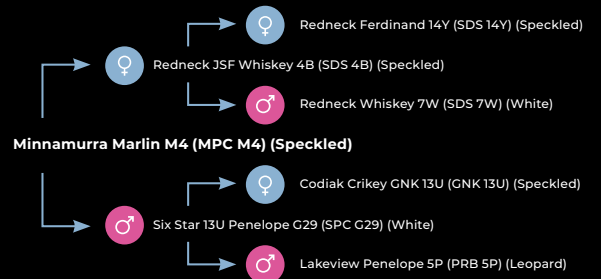 Redneck Ferdinand 14Y (SDS 14Y) (Speckled)
Redneck JSF Whiskey 4B (SDS 4B) (Speckled)
Redneck Whiskey 7W (SDS 7W) (White)
Minnamurra Marlin M4 (MPC M4) (Speckled)
Codiak Crikey GNK 13U (GNK 13U) (Speckled)
Six Star 13U Penelope G29 (SPC G29) (White)
Lakeview Penelope 5P (PRB 5P) (Leopard)